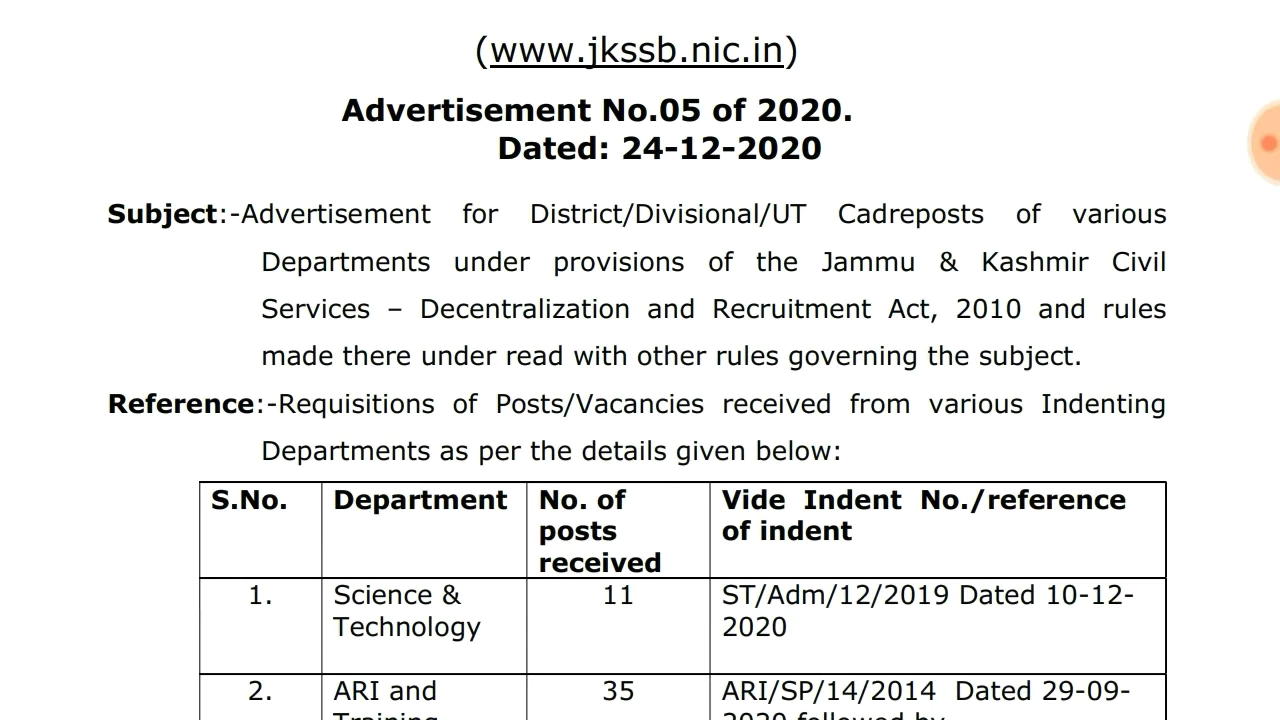 (www.jkssb.nic.in)
Advertisement No.05 of 2020.
Dated: 24-12-2020
Subject:-Advertisement for District/Divisional/UT Cadreposts of various
Departments under provisions of the Jammu & Kashmir Civil
Services – Decentralization and Recruitment Act, 2010 and rules
made there under read with other rules governing the subject.
Reference:-Requisitions of Posts/Vacancies received from various Indenting
Departments as per the details given below:
S.No. Department No. of posts received Vide Indent No./reference of indent
1. Science & Technology 11 ST/Adm/12/2019 Dated 10-12-2020
2. ARI and Training 35 ARI/SP/14/2014 Dated 29-09-2020 followed by